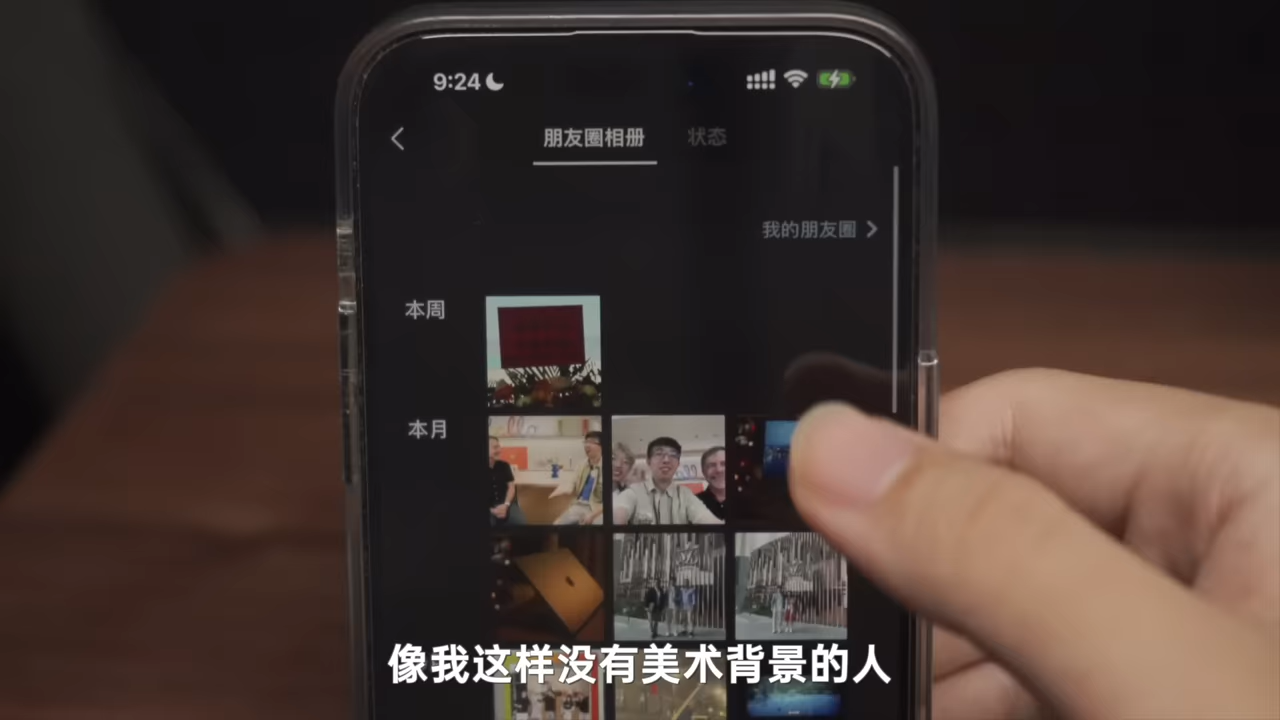 9:24
朋友圈相册 状态
我的朋友圈
本周
本月
像我这样没有美术背景的人